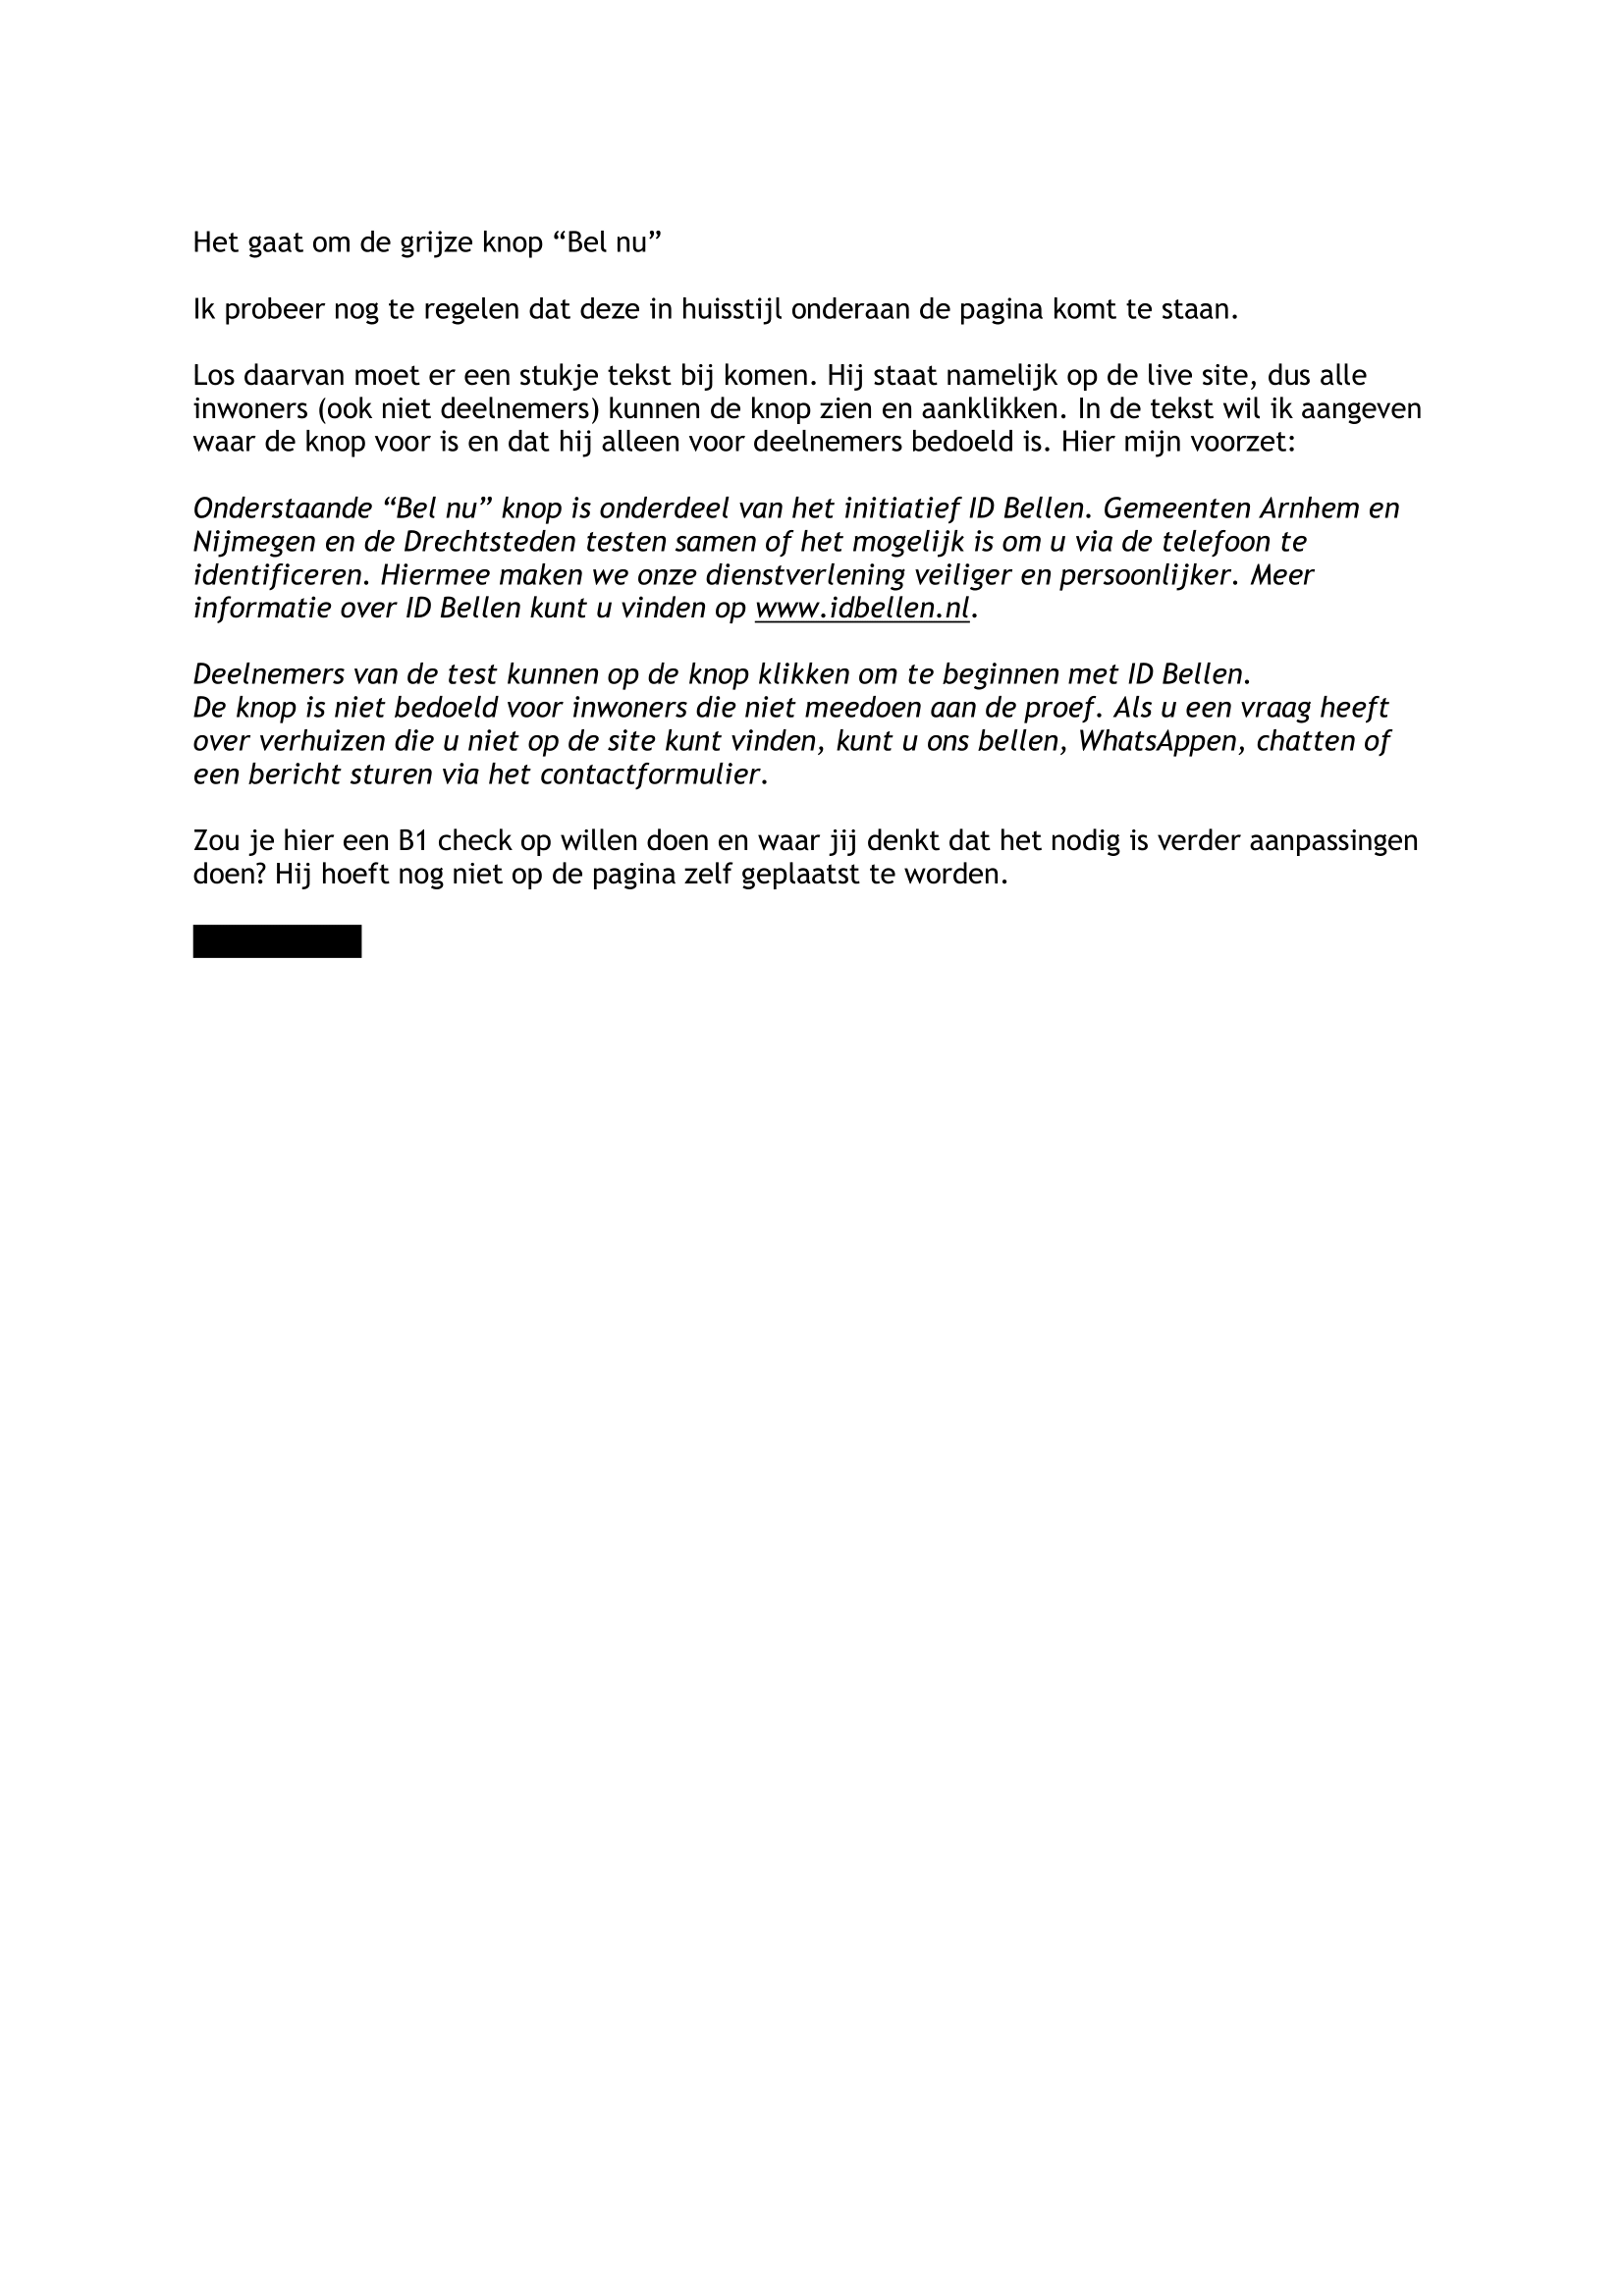 Het gaat om de grijze knop “Bel nu”
Ik probeer nog te regelen dat deze in huisstijl onderaan de pagina komt te staan.
Los daarvan moet er een stukje tekst bij komen. Hij staat namelijk op de live site, dus alle
inwoners (ook niet deelnemers) kunnen de knop zien en aanklikken. In de tekst wil ik aangeven
waar de knop voor is en dat hij alleen voor deelnemers bedoeld is. Hier mijn voorzet:
Onderstaande “Bel nu” knop is onderdeel van het initiatief ID Bellen. Gemeenten Arnhem en
Nijmegen en de Drechtsteden testen samen of het mogelijk is om u via de telefoon te
identificeren. Hiermee maken we onze dienstverlening veiliger en persoonlijker. Meer
informatie over ID Bellen kunt u vinden op www.idbellen.nl.
Deelnemers van de test kunnen op de knop klikken om te beginnen met ID Bellen.
De knop is niet bedoeld voor inwoners die niet meedoen aan de proef. Als u een vraag heeft
over verhuizen die u niet op de site kunt vinden, kunt u ons bellen, WhatsAppen, chatten of
een bericht sturen via het contactformulier.
Zou je hier een B1 check op willen doen en waar jij denkt dat het nodig is verder aanpassingen
doen? Hij hoeft nog niet op de pagina zelf geplaatst te worden.